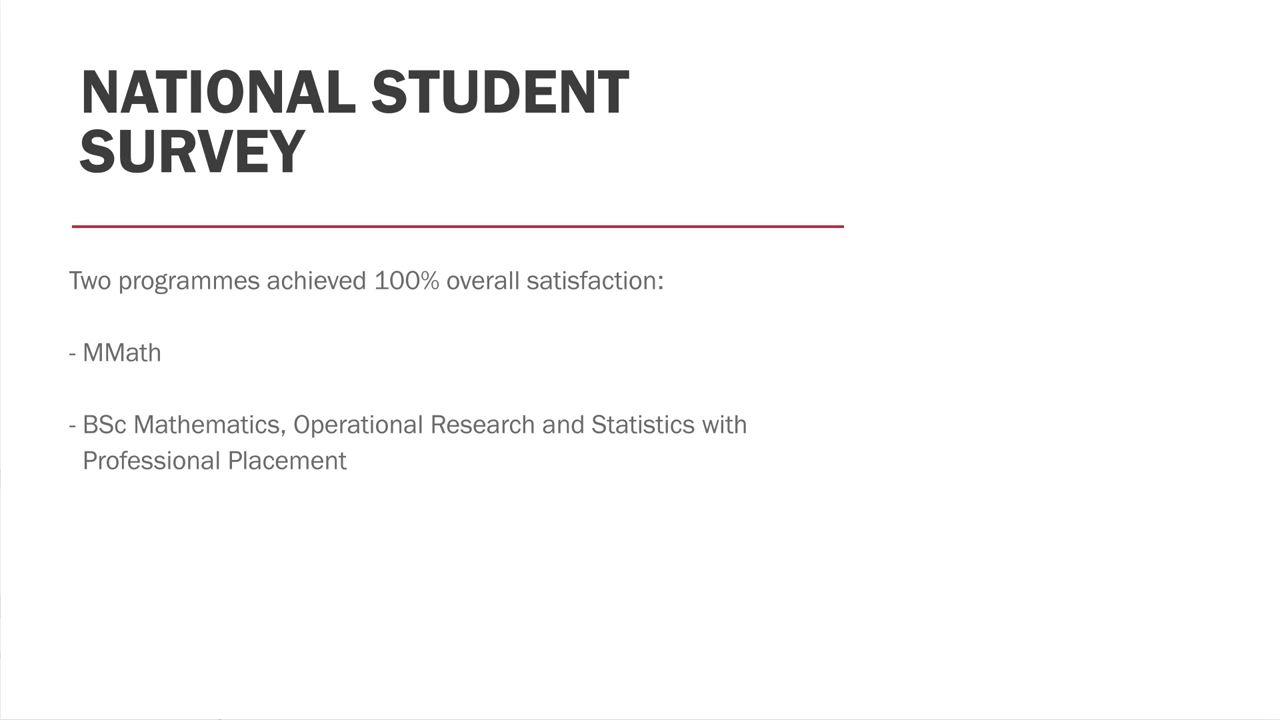 NATIONAL STUDENT
SURVEY
Two programmes achieved 100% overall satisfaction:
- MMath
- BSc Mathematics, Operational Research and Statistics with
Professional Placement